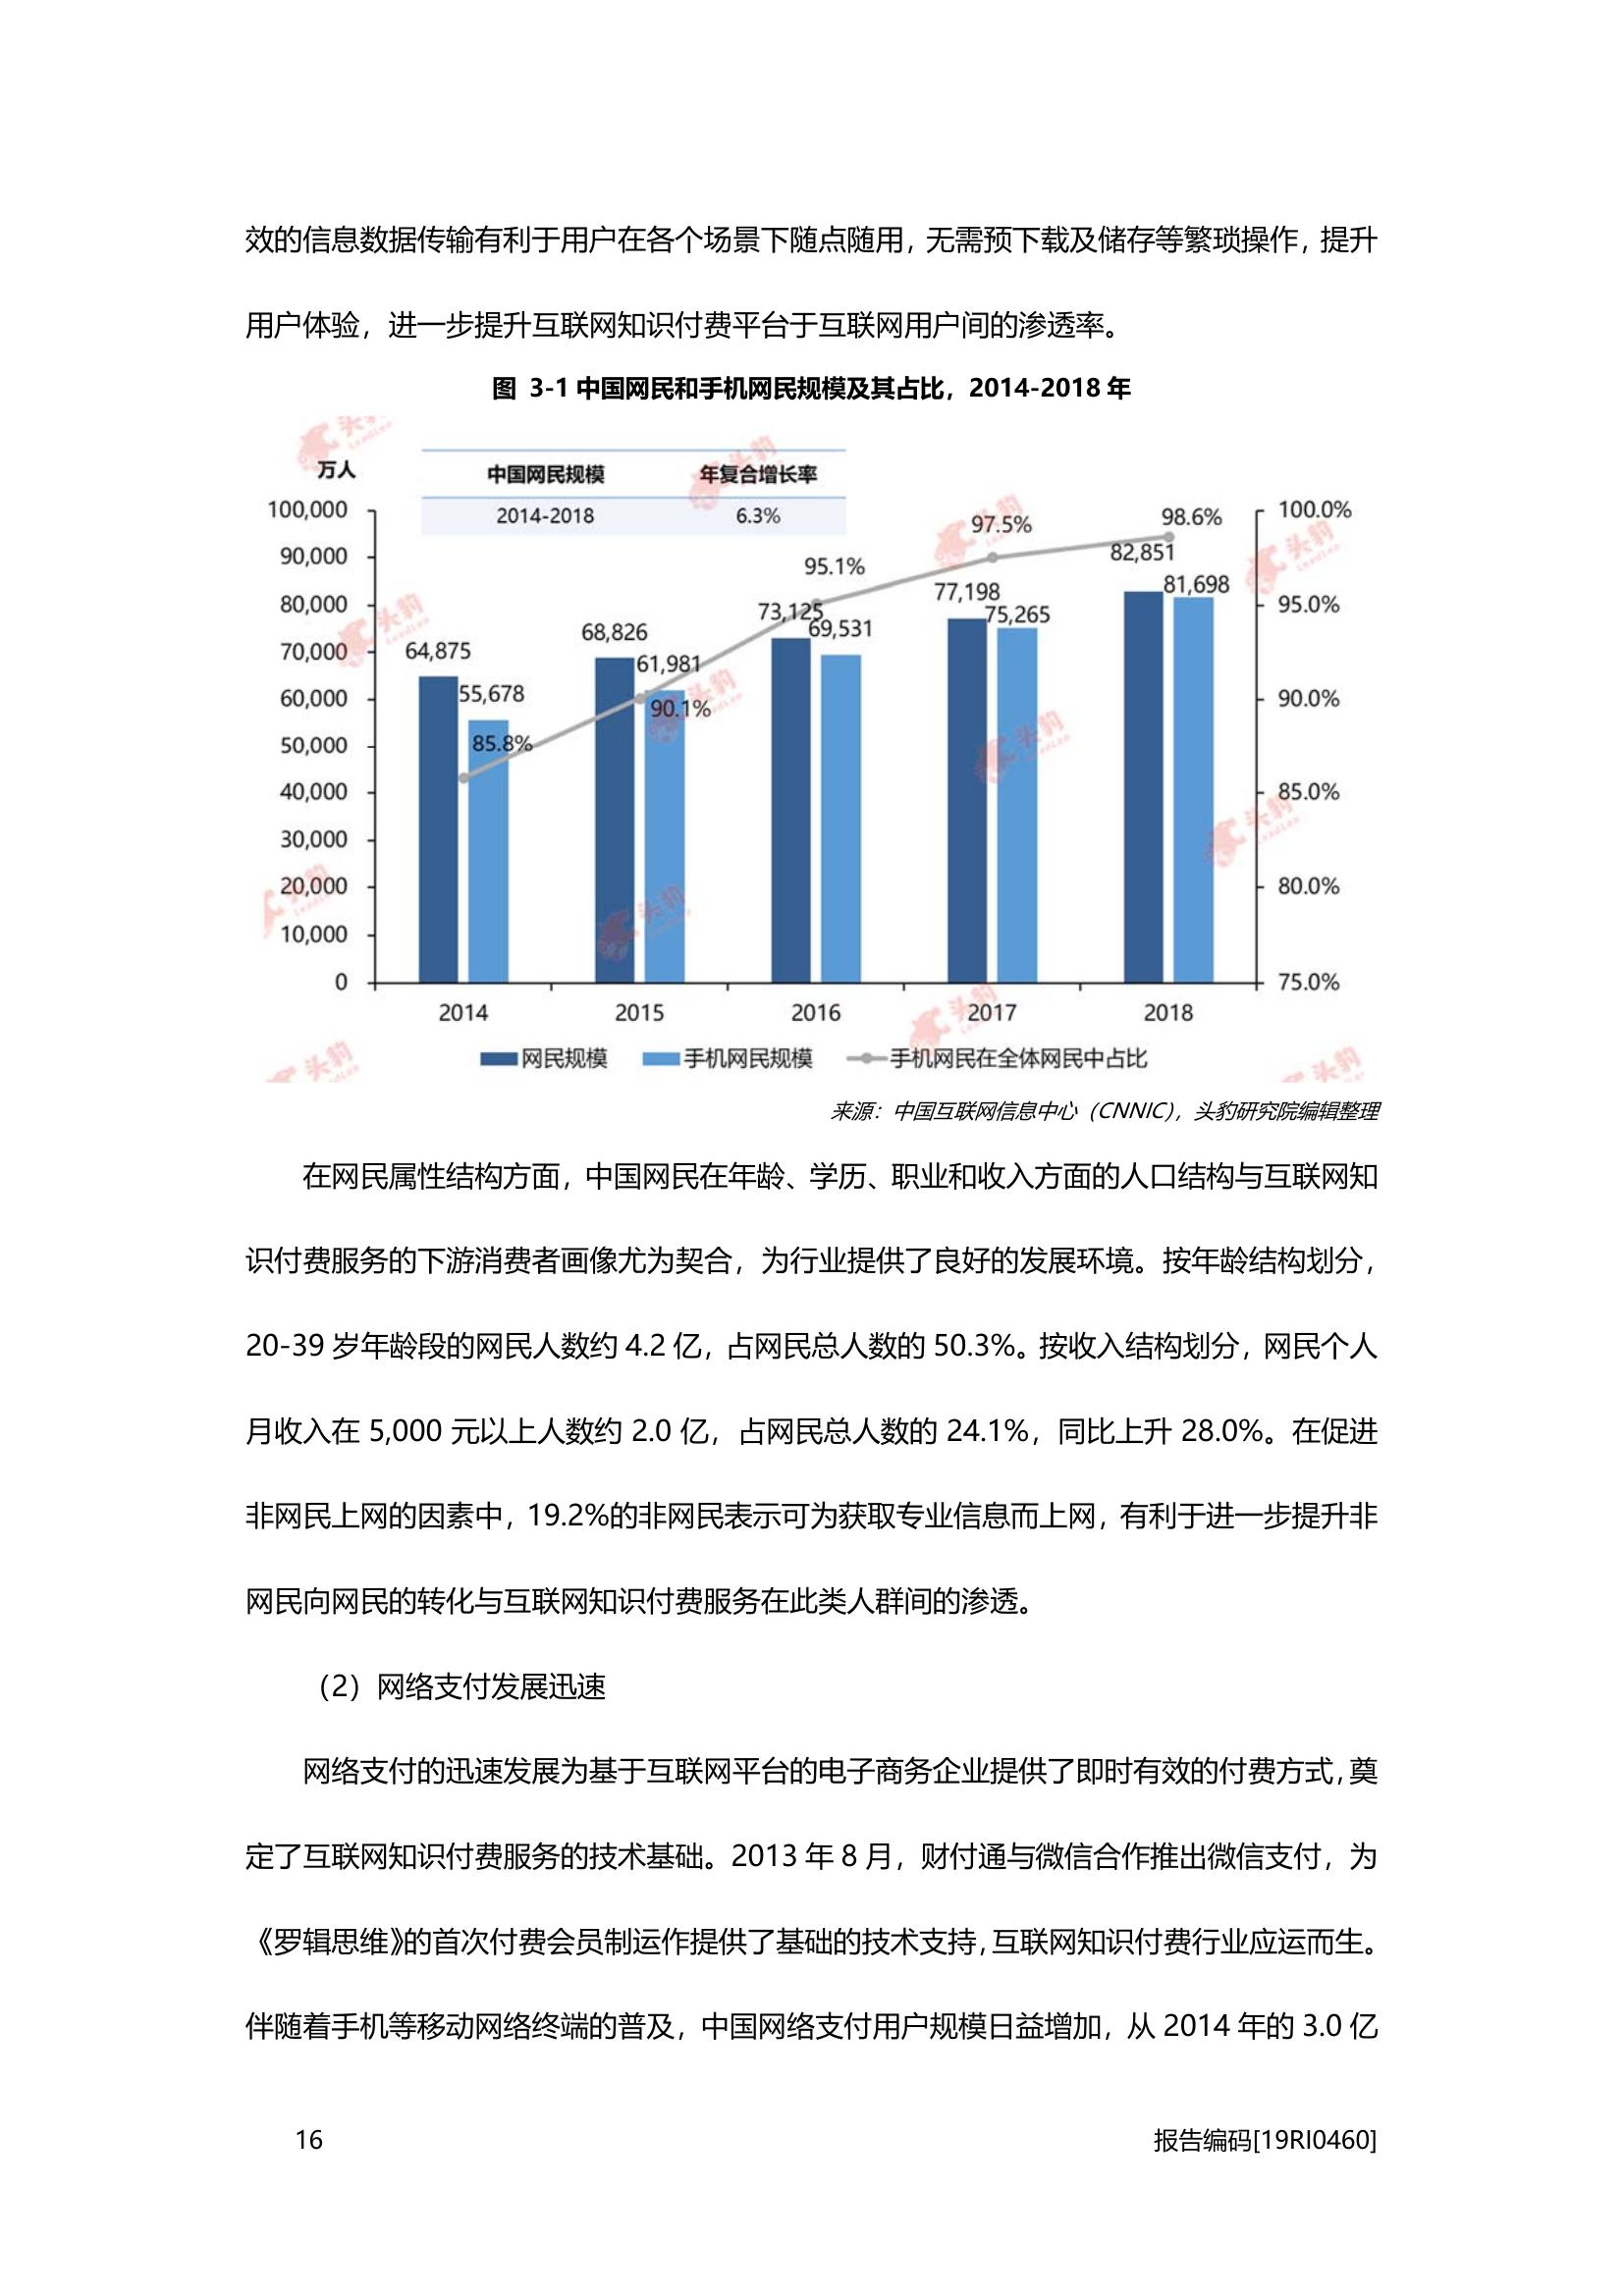 效的信息数据传输有利于用户在各个场景下随点随用，无需预下载及储存等繁琐操作，提升
用户体验，进一步提升互联网知识付费平台于互联网用户间的渗透率。
图 3-1 中国网民和手机网民规模及其占比，2014-2018 年
万人
中国网民规模 年复合增长率
2014-2018 6.3%
100,000
90,000
80,000
70,000
60,000
50,000
40,000
30,000
20,000
10,000
0
64,875
55,678
85.8%
68,826
61,981
90.1%
73,125
69,531
95.1%
77,198
75,265
97.5%
82,851
81,698
98.6%
100.0%
95.0%
90.0%
85.0%
80.0%
75.0%
2014 2015 2016 2017 2018
网民规模 手机网民规模 手机网民在全体网民中占比
头豹
LeadLeo
来源：中国互联网信息中心（CNNIC），头豹研究院编辑整理
在网民属性结构方面，中国网民在年龄、学历、职业和收入方面的人口结构与互联网知
识付费服务的下游消费者画像尤为契合，为行业提供了良好的发展环境。按年龄结构划分，
20-39 岁年龄段的网民人数约 4.2 亿，占网民总人数的 50.3%。按收入结构划分，网民个人
月收入在 5,000 元以上人数约 2.0 亿，占网民总人数的 24.1%，同比上升 28.0%。在促进
非网民上网的因素中，19.2%的非网民表示可为获取专业信息而上网，有利于进一步提升非
网民向网民的转化与互联网知识付费服务在此类人群间的渗透。
（2）网络支付发展迅速
网络支付的迅速发展为基于互联网平台的电子商务企业提供了即时有效的付费方式，奠
定了互联网知识付费服务的技术基础。2013 年 8 月，财付通与微信合作推出微信支付，为
《罗辑思维》的首次付费会员制运作提供了基础的技术支持，互联网知识付费行业应运而生。
伴随着手机等移动网络终端的普及，中国网络支付用户规模日益增加，从 2014 年的 3.0 亿
16 报告编码[19RI0460]